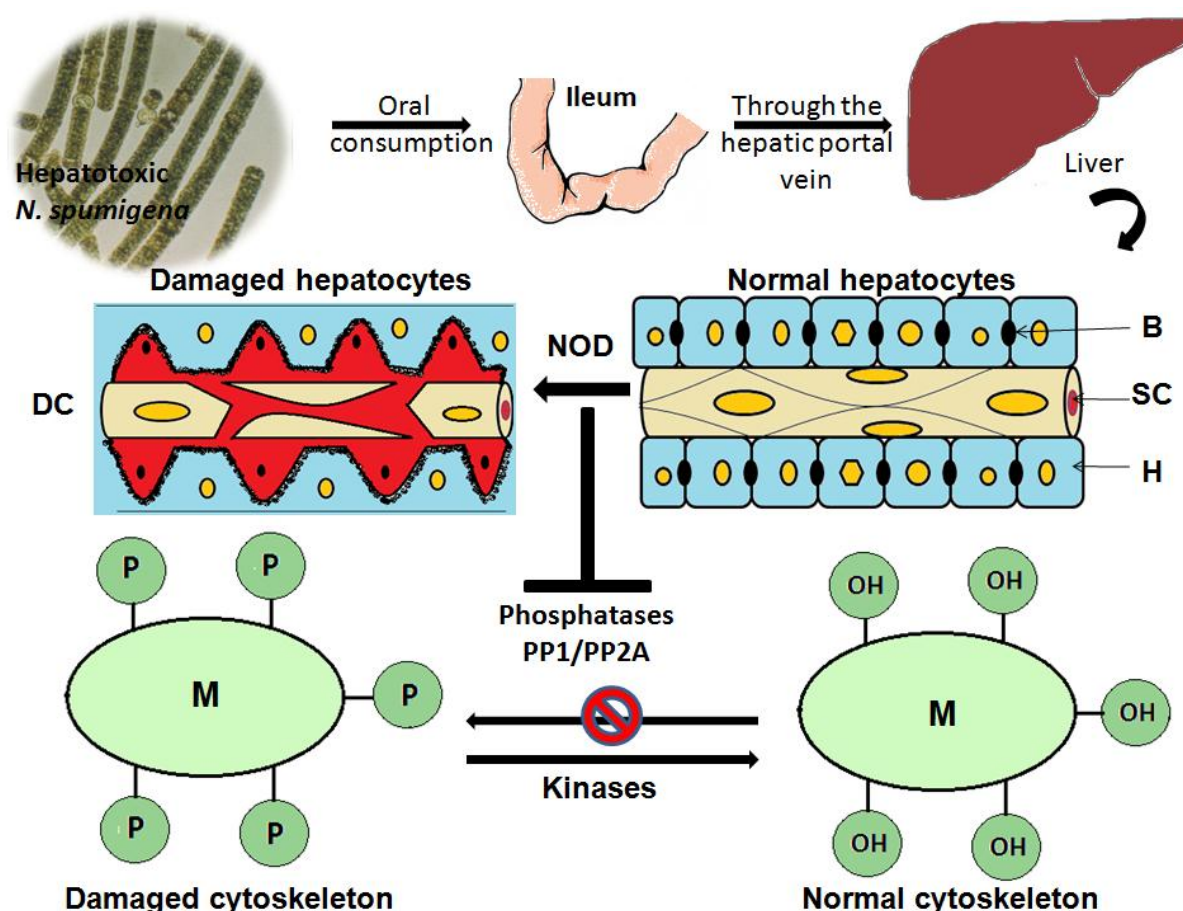 Hepatotoxic
N. spumigena
Oral
consumption
Ileum
Through the
hepatic portal
vein
Liver
Damaged hepatocytes
Normal hepatocytes
NOD
DC
B
SC
H
P
P
P
P
P
M
Phosphatases
PP1/PP2A
Kinases
OH
OH
OH
OH
OH
M
Damaged cytoskeleton
Normal cytoskeleton